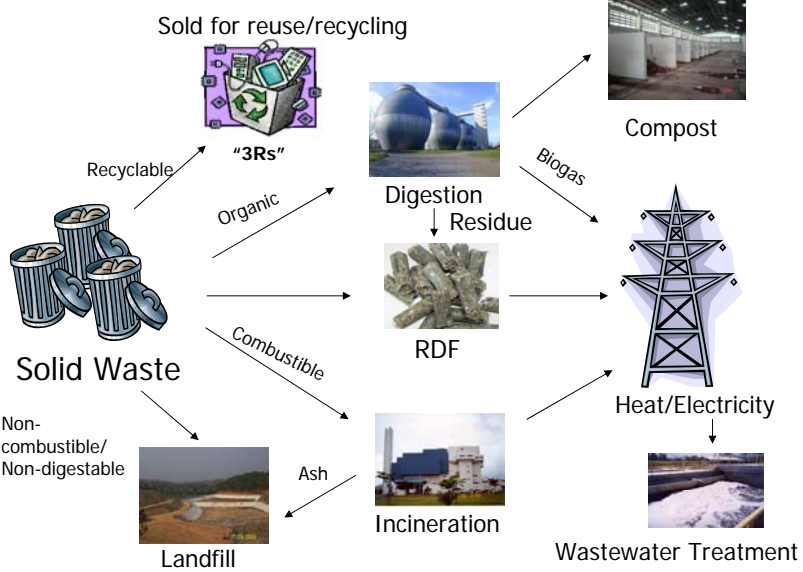 Sold for reuse/recycling
"3Rs"
Recyclable
Organic
Digestion
Residue
Biogas
Compost
Solid Waste
RDF
Combustible
Heat/Electricity
Non-
combustible/
Non-digestable
Ash
Landfill
Incineration
Wastewater Treatment